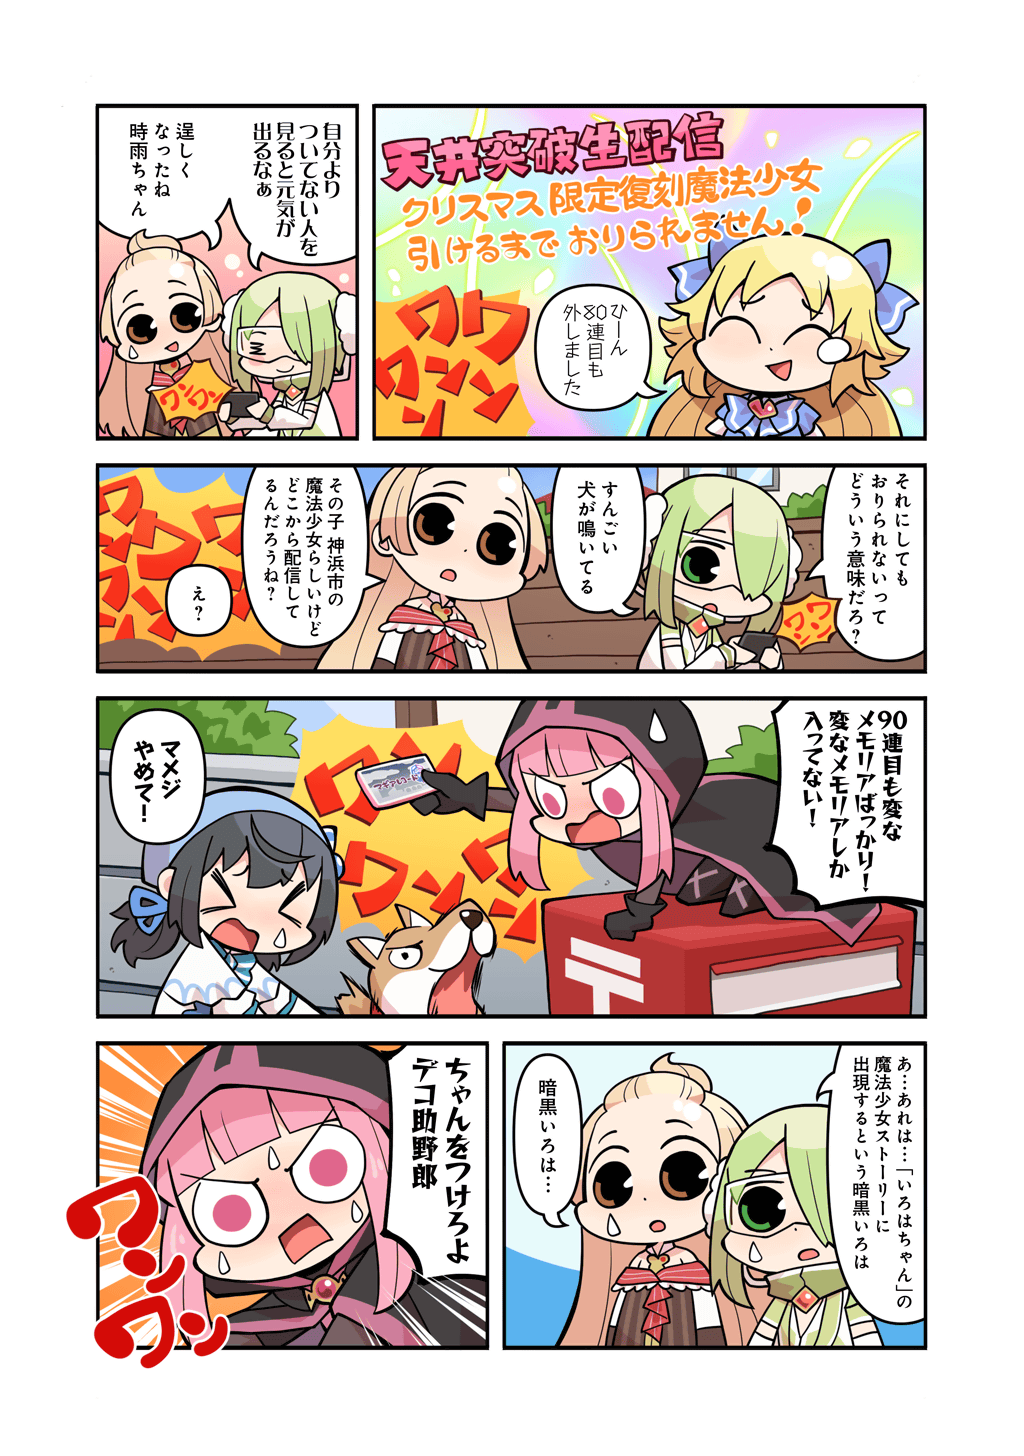 天井突破生配信
クリスマス限定復刻魔法少女
引けるまでおりられません!
ひーん
80連目も
外しました
ワンワンワン
自分より
ついてない人を
見ると元気が
出るなぁ
逞しく
なったね
時雨ちゃん
ワンワン
それにしても
おりられないって
どういう意味だろ?
ワンワン
すんごい
犬が鳴いてる
その子 神浜市の
魔法少女らしいけど
どこから配信して
るんだろうね?
え?
90連目も変な
メモリアばっかり!
変なメモリアしか
入ってない!
マギアレコード
ワン
ワンワン
マメジ
やめて!
あ…あれは…「いろはちゃん」の
魔法少女ストーリーに
出現するという暗黒いろは
暗黒いろは…
ちゃんをつけろよ
デコ助野郎
ワンワン